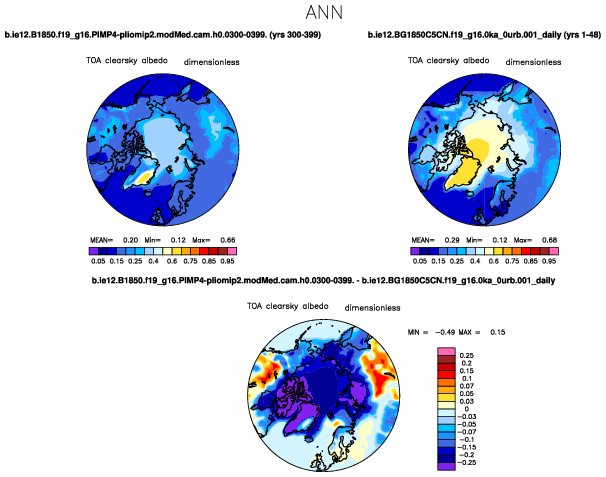 ANN
b.ie12.B1850.f19_g16.PIMP4-pliomip2.modMed.cam.h0.0300-0399. (yrs 300-399)
b.ie12.BG1850C5CN.f19_g16.0ka_0urb.001_daily (yrs 1-48)
TOA clearsky albedo dimensionless
TOA clearsky albedo dimensionless
MEAN= 0.20 Min= 0.12 Max= 0.66
MEAN= 0.29 Min= 0.12 Max= 0.68
0.05 0.15 0.25 0.4 0.6 0.75 0.85 0.95
0.05 0.15 0.25 0.4 0.6 0.75 0.85 0.95
b.ie12.B1850.f19_g16.PIMP4-pliomip2.modMed.cam.h0.0300-0399. - b.ie12.BG1850C5CN.f19_g16.0ka_0urb.001_daily
TOA clearsky albedo dimensionless
MIN = -0.49 MAX = 0.15
0.25
0.2
0.15
0.1
0.07
0.05
0.03
0
-0.03
-0.05
-0.07
-0.1
-0.15
-0.2
-0.25